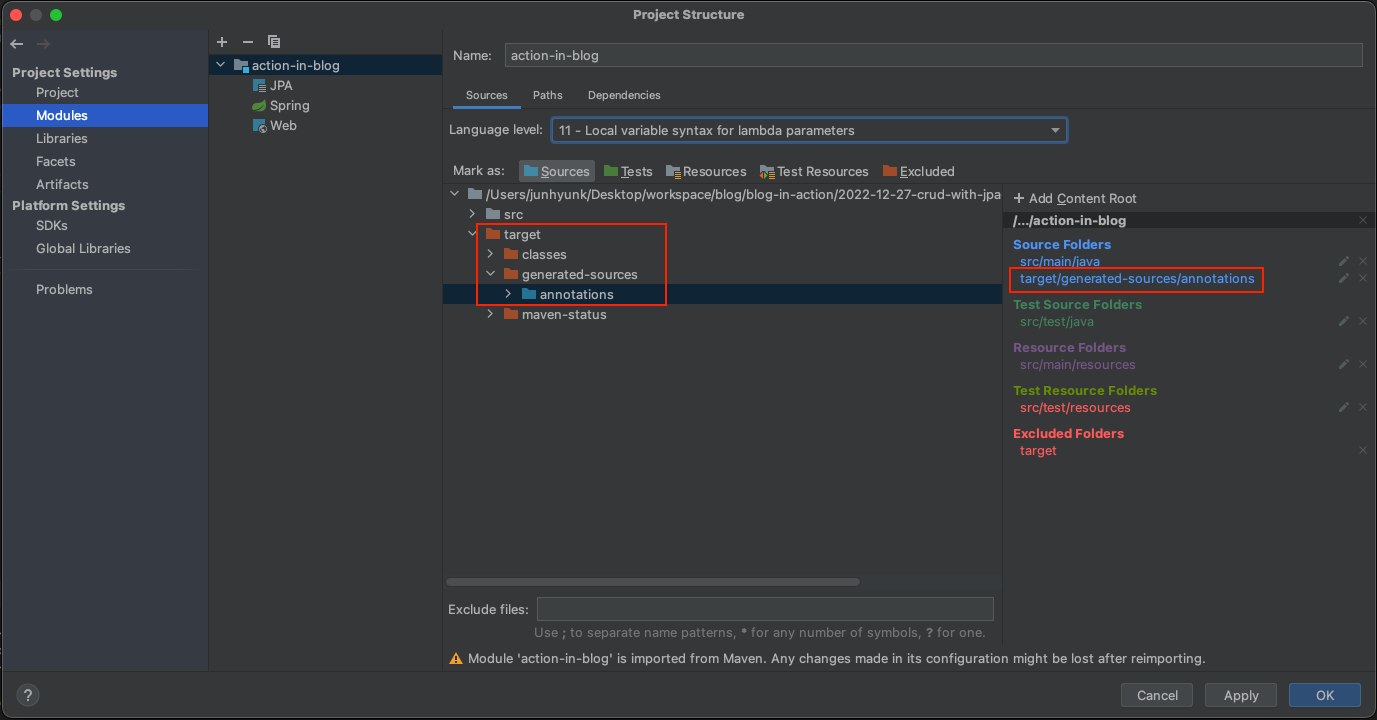 Project Structure
Project Settings
Project
Modules
Libraries
Facets
Artifacts
Platform Settings
SDKs
Global Libraries
Problems
action-in-blog
JPA
Spring
Web
Name: action-in-blog
Sources Paths Dependencies
Language level: 11 - Local variable syntax for lambda parameters
Mark as: Sources Tests Resources Test Resources Excluded
/Users/junhyunk/Desktop/workspace/blog/blog-in-action/2022-12-27-crud-with-jpa
src
target
classes
generated-sources
annotations
maven-status
+ Add Content Root
/.../action-in-blog
Source Folders
src/main/java
target/generated-sources/annotations
Test Source Folders
src/test/java
Resource Folders
src/main/resources
Test Resource Folders
src/test/resources
Excluded Folders
target
Exclude files:
Use ; to separate name patterns, * for any number of symbols, ? for one.
Module 'action-in-blog' is imported from Maven. Any changes made in its configuration might be lost after reimporting.
? Cancel Apply OK